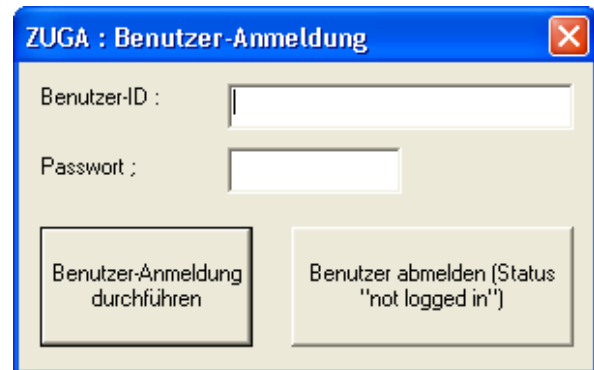 ZUGA : Benutzer-Anmeldung
Benutzer-ID :
Passwort ;
Benutzer-Anmeldung
durchführen
Benutzer abmelden (Status
"not logged in")